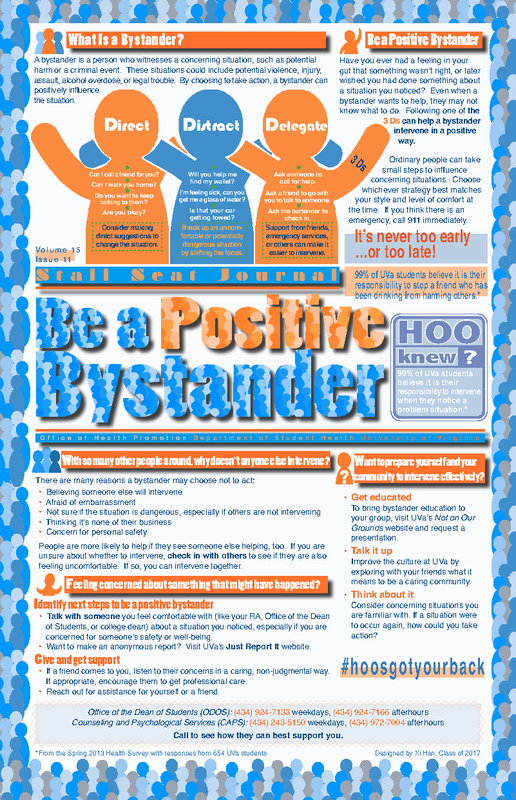 What Is a Bystander?
A bystander is a person who witnesses a concerning situation, such as potential
harm or a criminal event. These situations could include potential violence, injury,
assault, alcohol overdose, or legal trouble. By choosing to take action, a bystander can
positively influence
the situation.
Direct
Can I call a friend for you?
Can I walk you home?
Do you want to keep
talking to them?
Are you okay?
Consider making
direct suggestions to
change the situation.
Distract
Will you help me
find my wallet?
I'm feeling sick, can you
get me a glass of water?
Is that your car
getting towed?
Break up an uncom-
fortable or potentially
dangerous situation
by shifting the focus.
Delegate
Ask someone to
call for help.
Ask a friend to go with
you to talk to someone.
Ask the bartender to
check in.
Support from friends,
emergency services,
or others can make it
easier to intervene.
3 Ds
Be a Positive Bystander
Have you ever had a feeling in your
gut that something wasn't right, or later
wished you had done something about
a situation you noticed? Even when a
bystander wants to help, they may not
know what to do. Following one of the
3 Ds can help a bystander
intervene in a positive
way.
Ordinary people can take
small steps to influence
concerning situations. Choose
whichever strategy best matches
your style and level of comfort at
the time. If you think there is an
emergency, call 911 immediately.
It's never too early
...or too late!
99% of UVa students believe it is their
responsibility to stop a friend who has
been drinking from harming others.*
Volume 15
Issue 11
Stall Seat Journal
Be a Positive
Bystander
HOO
knew?
90% of UVa students
believe it is their
responsibility to intervene
when they notice a
problem situation.*
Office of Health Promotion Department of Student Health University of Virginia
With so many other people around, why doesn't anyone else intervene?
There are many reasons a bystander may choose not to act:
• Believing someone else will intervene
• Afraid of embarrassment
• Not sure if the situation is dangerous, especially if others are not intervening
• Thinking it's none of their business
• Concern for personal safety
People are more likely to help if they see someone else helping, too. If you are
unsure about whether to intervene, check in with others to see if they are also
feeling uncomfortable. If so, you can intervene together.
Feeling concerned about something that might have happened?
Identify next steps to be a positive bystander
• Talk with someone you feel comfortable with (like your RA, Office of the Dean
of Students, or college dean) about a situation you noticed, especially if you are
concerned for someone's safety or well-being.
• Want to make an anonymous report? Visit UVa's Just Report It website.
Give and get support
• If a friend comes to you, listen to their concerns in a caring, non-judgmental way.
If appropriate, encourage them to get professional care.
• Reach out for assistance for yourself or a friend.
Want to prepare yourself and your
community to intervene effectively?
• Get educated
To bring bystander education to
your group, visit UVa's Not on Our
Grounds website and request a
presentation.
• Talk it up
Improve the culture at UVa by
exploring with your friends what it
means to be a caring community.
• Think about it
Consider concerning situations you
are familiar with. If a situation were
to occur again, how could you take
action?
#hoosgotyourback
Office of the Dean of Students (ODOS): (434) 924-7133 weekdays, (434) 924-7166 afterhours
Counseling and Psychological Services (CAPS): (434) 243-5150 weekdays, (434) 972-7004 afterhours
Call to see how they can best support you.
*From the Spring 2013 Health Survey with responses from 654 UVa students
Designed by Xi Han, Class of 2017